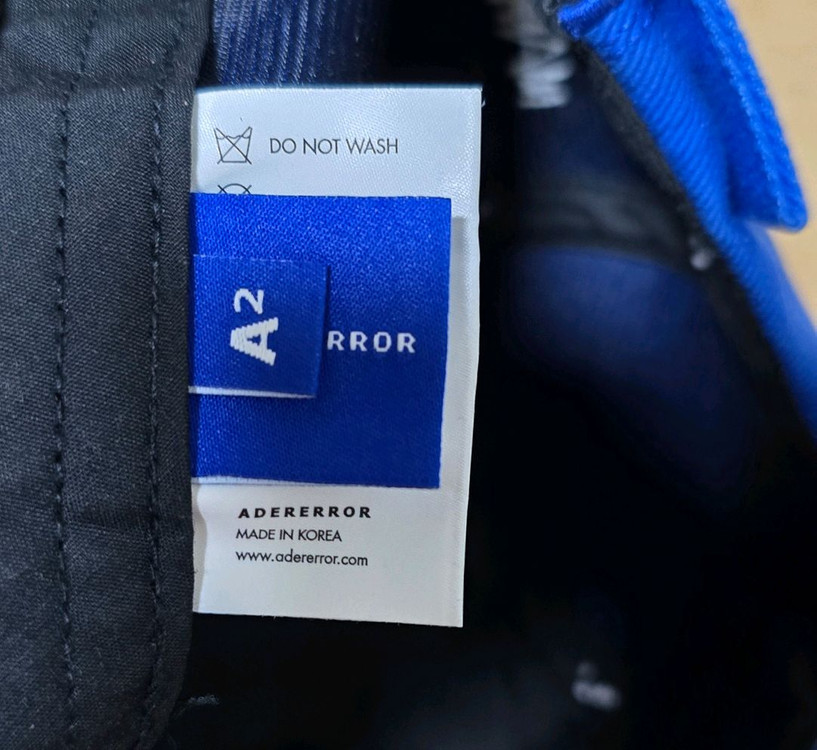 DO NOT WASH
A2
RROR
ADERERROR
MADE IN KOREA
www.adererror.com